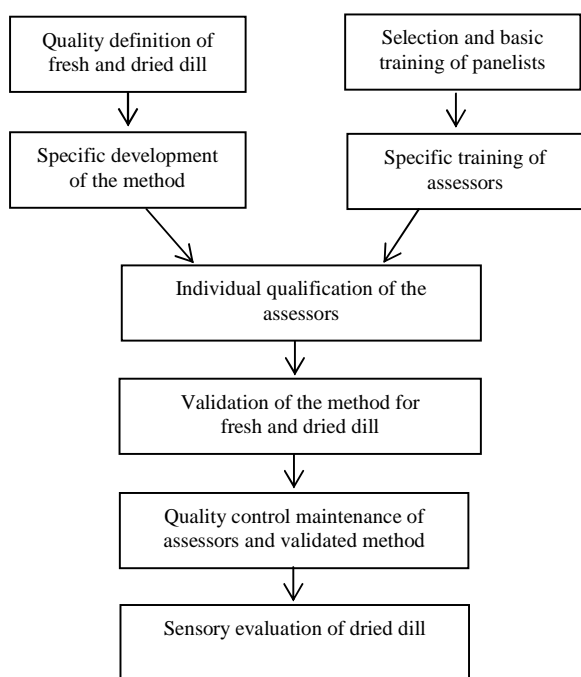 Quality definition of
fresh and dried dill
Selection and basic
training of panelists
Specific development
of the method
Specific training of
assessors
Individual qualification of the
assessors
Validation of the method for
fresh and dried dill
Quality control maintenance of
assessors and validated method
Sensory evaluation of dried dill